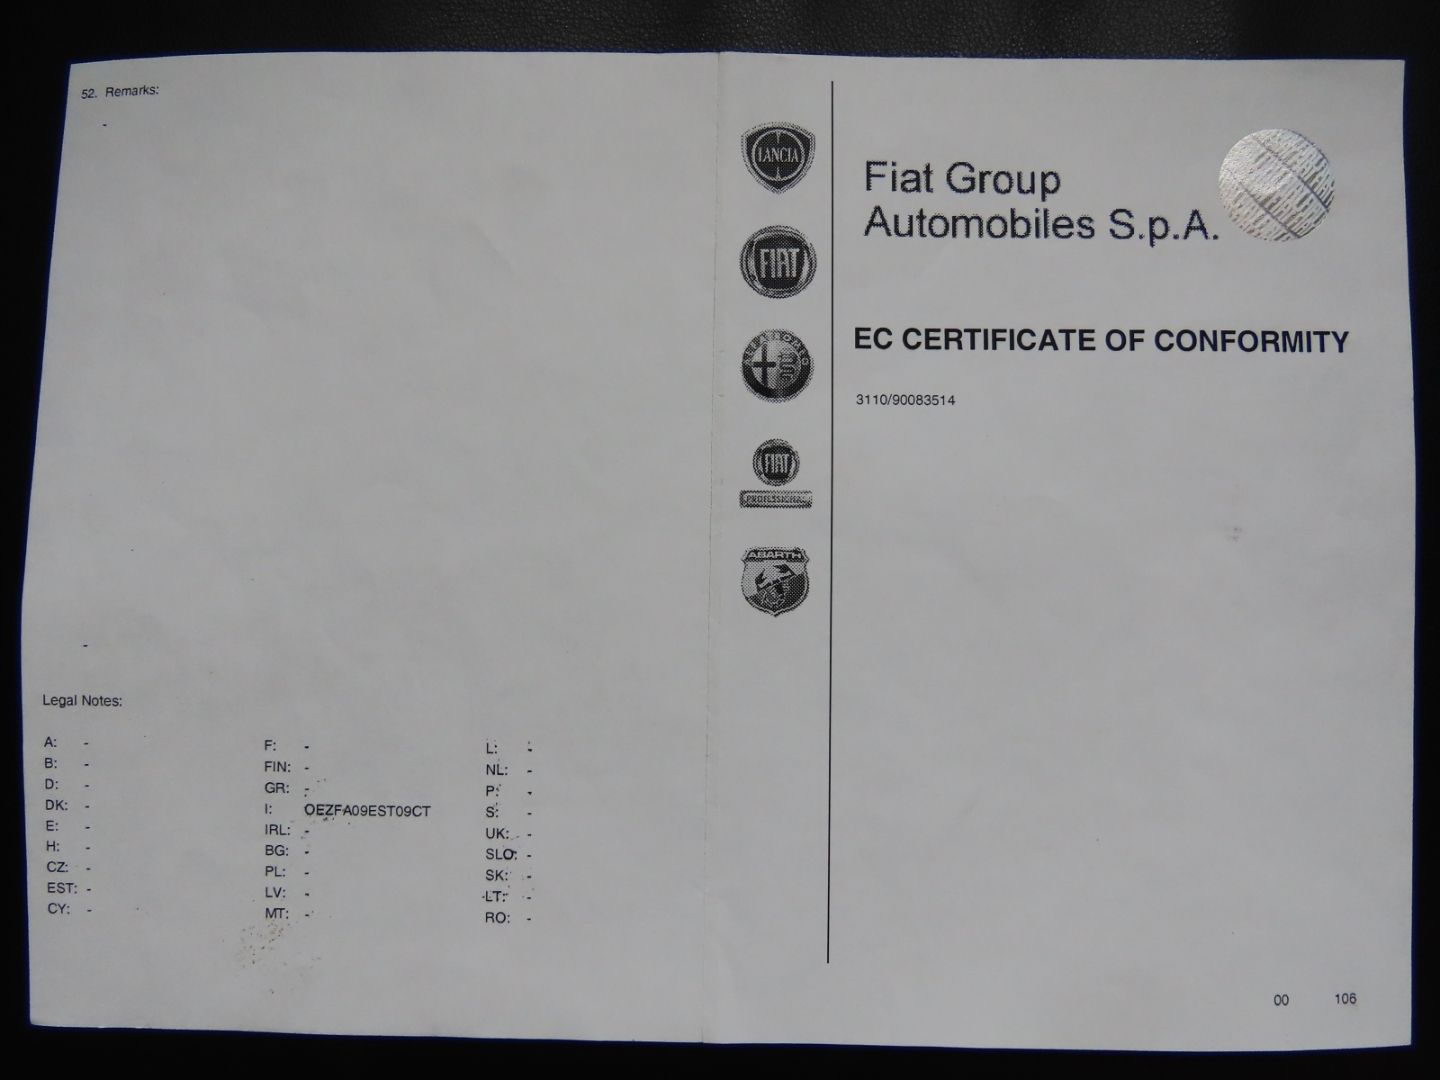 52. Remarks:
-
-
Legal Notes:
A: -
B: -
D: -
DK: -
E: -
H: -
CZ: -
EST: -
CY: -
F: -
FIN: -
GR: -
I: OEZFA09EST09CT
IRL: -
BG: -
PL: -
LV: -
MT: -
L: -
NL: -
P: -
S: -
UK: -
SLO: -
SK: -
LT: -
RO: -
LANCIA
FIAT
ALFA ROMEO
FIAT
PROFESSIONAL
ABARTH
Fiat Group
Automobiles S.p.A.
EC CERTIFICATE OF CONFORMITY
3110/90083514
00 106